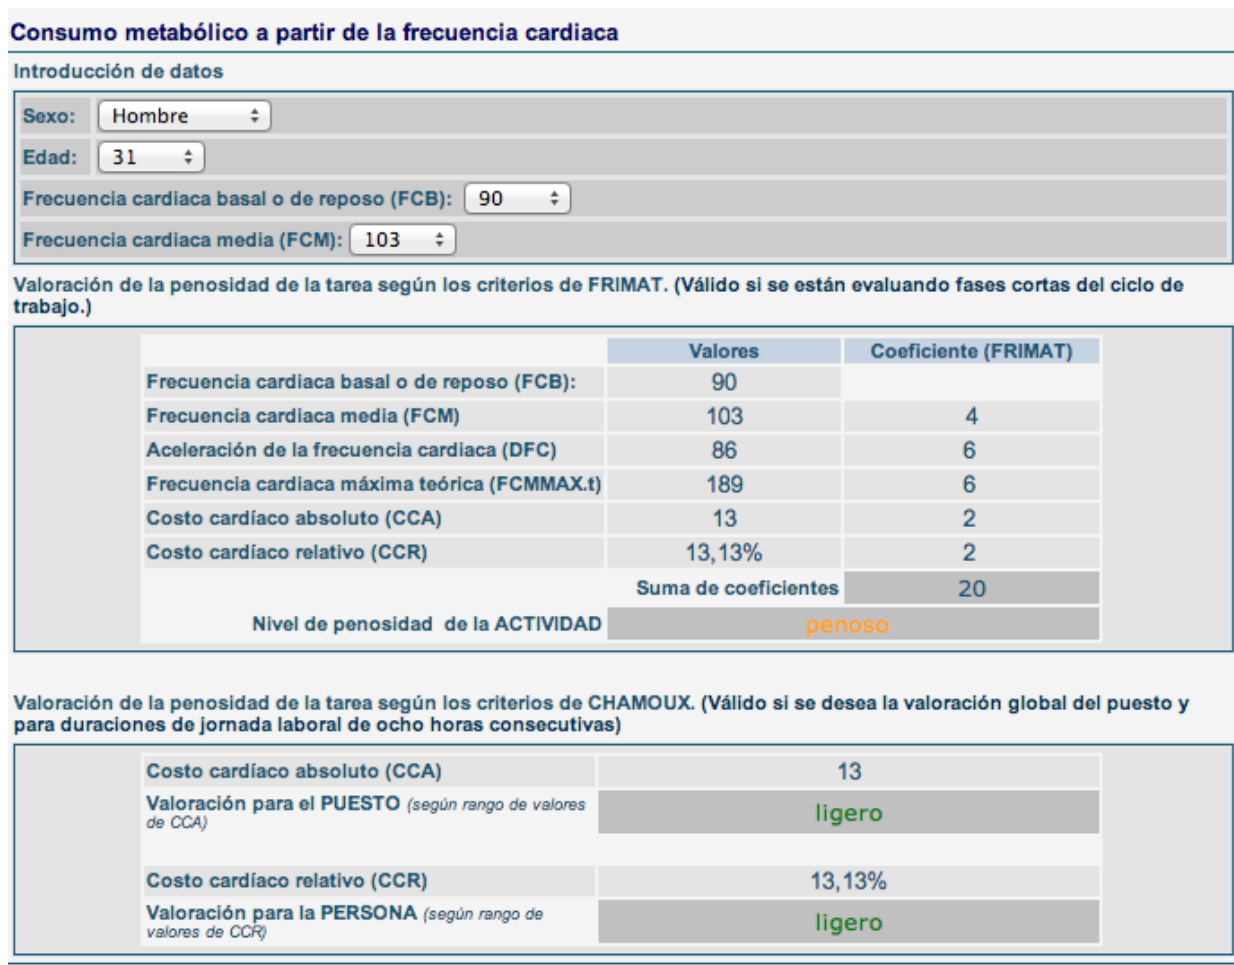 Consumo metabólico a partir de la frecuencia cardiaca
Introducción de datos
Sexo: Hombre
Edad: 31
Frecuencia cardiaca basal o de reposo (FCB): 90
Frecuencia cardiaca media (FCM): 103
Valoración de la penosidad de la tarea según los criterios de FRIMAT. (Válido si se están evaluando fases cortas del ciclo de
trabajo.)
Valores Coeficiente (FRIMAT)
Frecuencia cardiaca basal o de reposo (FCB): 90
Frecuencia cardiaca media (FCM) 103 4
Aceleración de la frecuencia cardiaca (DFC) 86 6
Frecuencia cardiaca máxima teórica (FCMMAX.t) 189 6
Costo cardíaco absoluto (CCA) 13 2
Costo cardíaco relativo (CCR) 13,13% 2
Suma de coeficientes 20
Nivel de penosidad de la ACTIVIDAD penoso
Valoración de la penosidad de la tarea según los criterios de CHAMOUX. (Válido si se desea la valoración global del puesto y
para duraciones de jornada laboral de ocho horas consecutivas)
Costo cardíaco absoluto (CCA) 13
Valoración para el PUESTO (según rango de valores
de CCA) ligero
Costo cardíaco relativo (CCR) 13,13%
Valoración para la PERSONA (según rango de
valores de CCR) ligero